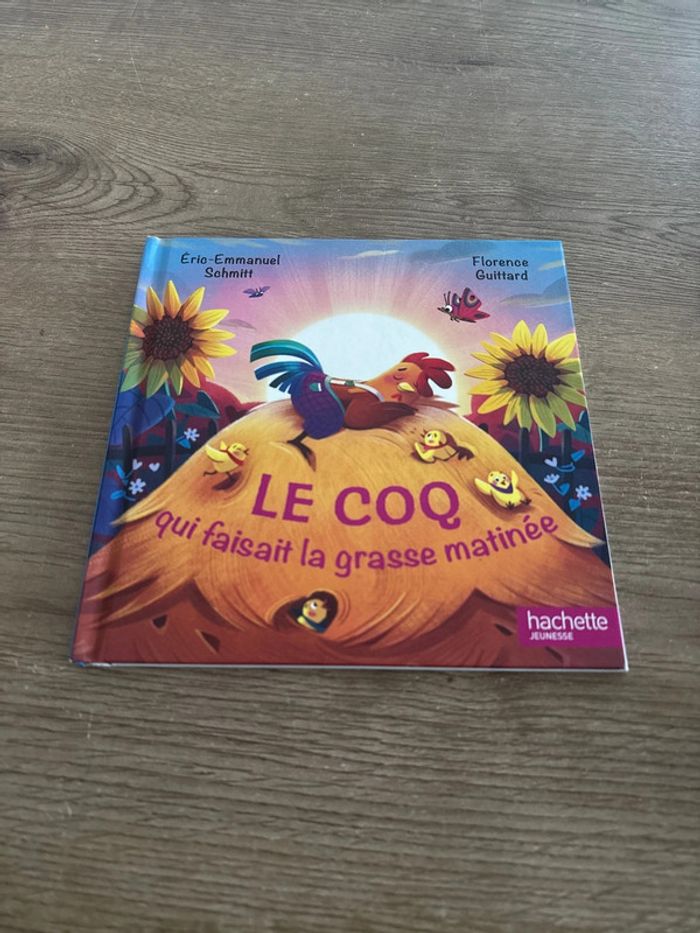 Éric-Emmanuel
Schmitt
Florence
Guittard
LE COQ
qui faisait la grasse matinée
hachette
JEUNESSE